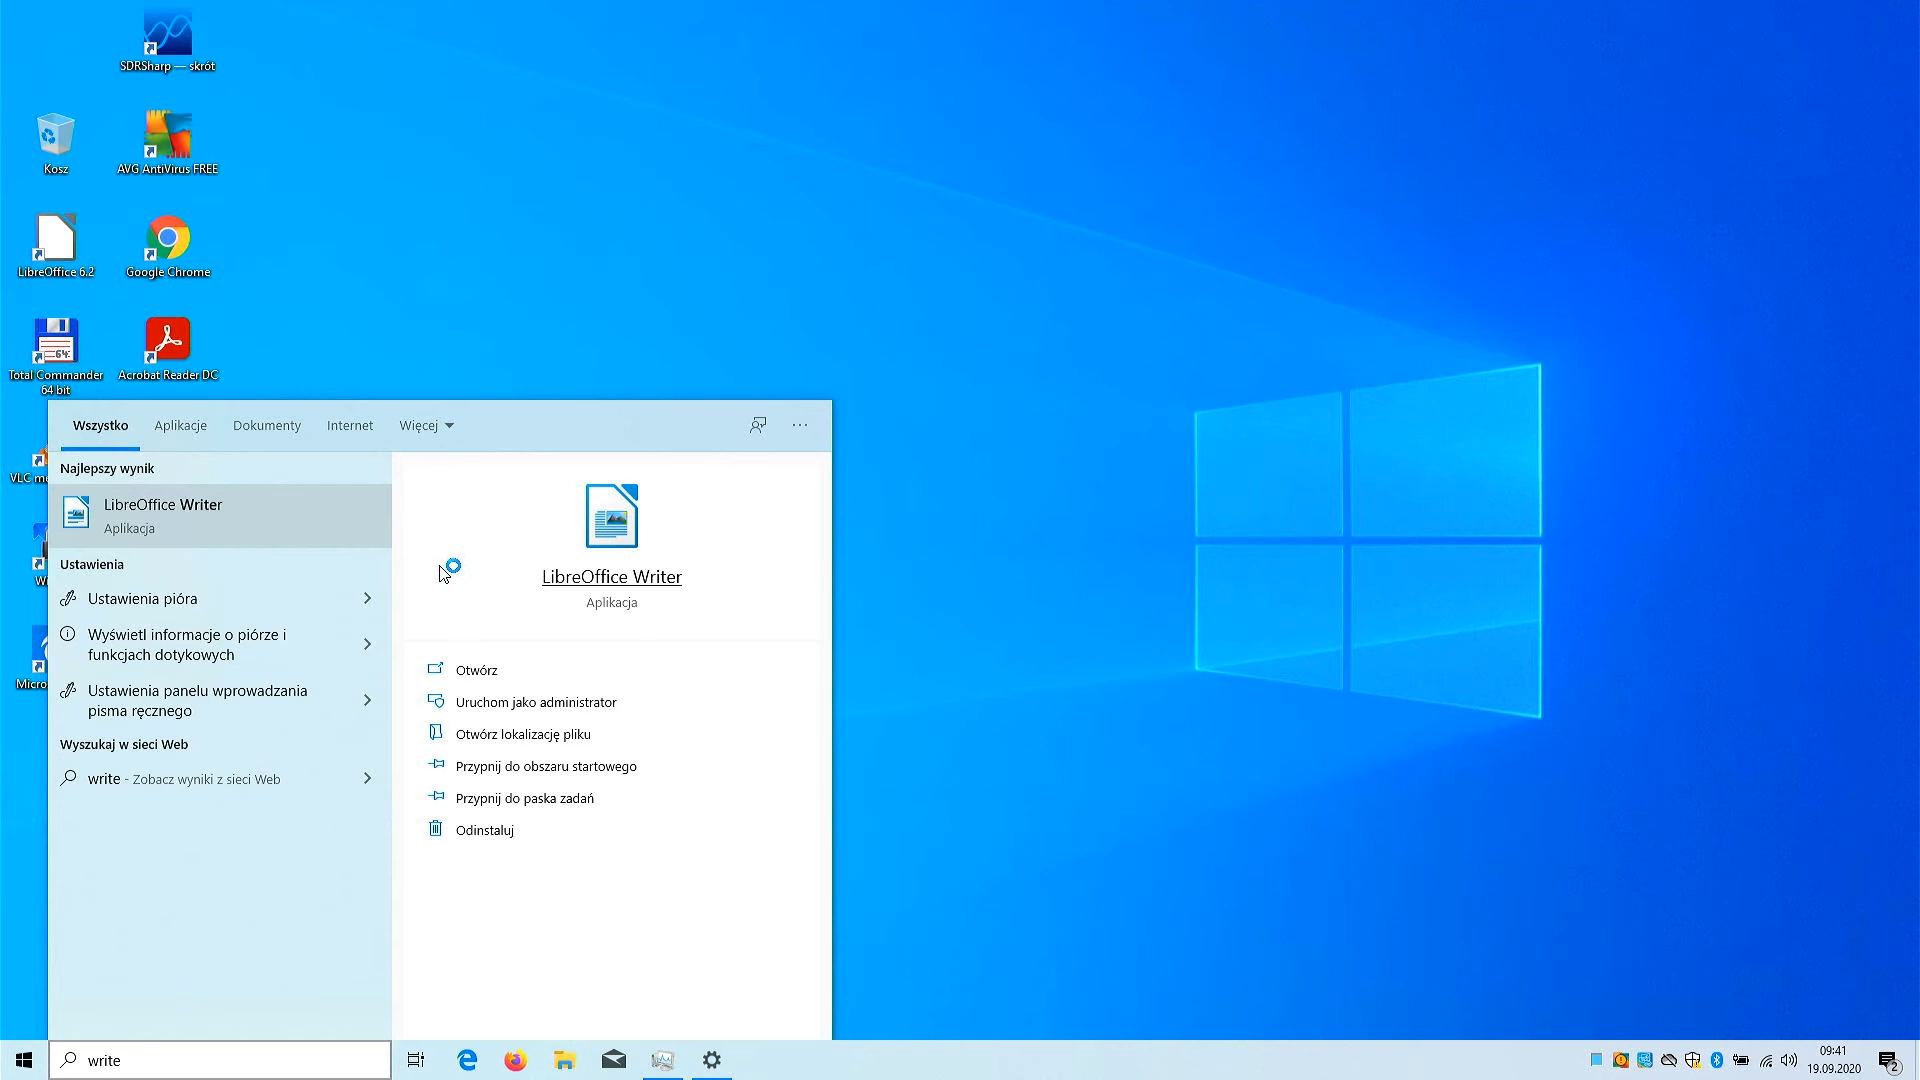 SDRSharp — skrót
Kosz
AVG AntiVirus FREE
LibreOffice 6.2
Google Chrome
64
Total Commander
64 bit
Acrobat Reader DC
VLC me
Wi
Micro
Wszystko
Aplikacje
Dokumenty
Internet
Więcej
...
Najlepszy wynik
LibreOffice Writer
Aplikacja
Ustawienia
Ustawienia pióra
Wyświetl informacje o piórze i
funkcjach dotykowych
Ustawienia panelu wprowadzania
pisma ręcznego
Wyszukaj w sieci Web
write - Zobacz wyniki z sieci Web
LibreOffice Writer
Aplikacja
Otwórz
Uruchom jako administrator
Otwórz lokalizację pliku
Przypnij do obszaru startowego
Przypnij do paska zadań
Odinstaluj
write
09:41
19.09.2020
2